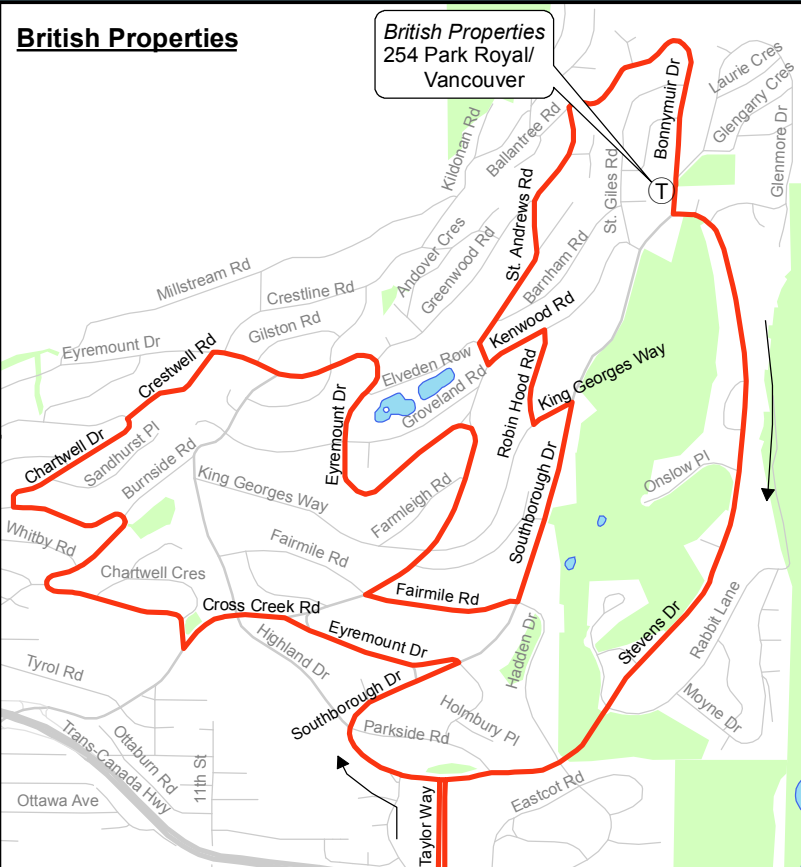 British Properties
British Properties
254 Park Royal/
Vancouver
T
Bonnymuir Dr
Laurie Cres
Glengarry Cres
Glenmore Dr
Kildonan Rd
Ballantree Rd
St. Giles Rd
St. Andrews Rd
Andover Cres
Greenwood Rd
Barnham Rd
Millstream Rd
Crestline Rd
Gilston Rd
Kenwood Rd
Eyremount Dr
Crestwell Rd
Elveden Row
Groveland Rd
Robin Hood Rd
King Georges Way
Eyremount Dr
Chartwell Dr
Sandhurst Pl
Burnside Rd
King Georges Way
Farmleigh Rd
Southborough Dr
Onslow Pl
Whitby Rd
Fairmile Rd
Chartwell Cres
Fairmile Rd
Cross Creek Rd
Eyremount Dr
Highland Dr
Hadden Dr
Stevens Dr
Rabbit Lane
Tyrol Rd
Southborough Dr
Holmbury Pl
Moyne Dr
Parkside Rd
Ottaburn Rd
Trans-Canada Hwy
11th St
Ottawa Ave
Taylor Way
Eastcot Rd